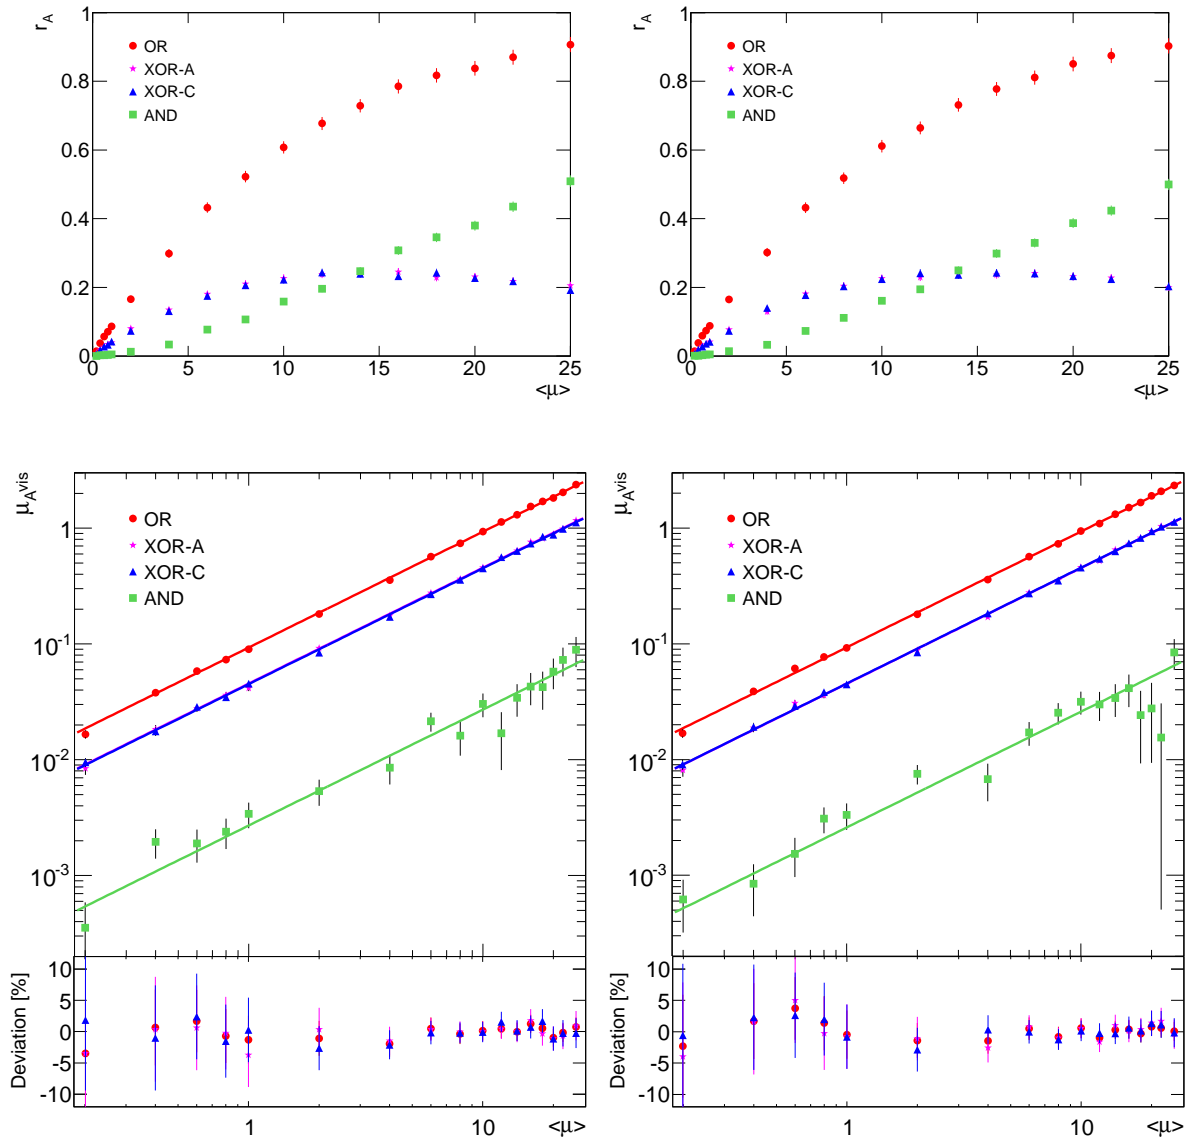 r_A
1
0.8
0.6
0.4
0.2
0
OR
XOR-A
XOR-C
AND
0 5 10 15 20 25
<μ>
r_A
1
0.8
0.6
0.4
0.2
0
OR
XOR-A
XOR-C
AND
0 5 10 15 20 25
<μ>
μ_A^vis
1
10^-1
10^-2
10^-3
OR
XOR-A
XOR-C
AND
Deviation [%]
10
5
0
-5
-10
1 10 <μ>
μ_A^vis
1
10^-1
10^-2
10^-3
OR
XOR-A
XOR-C
AND
Deviation [%]
10
5
0
-5
-10
1 10 <μ>